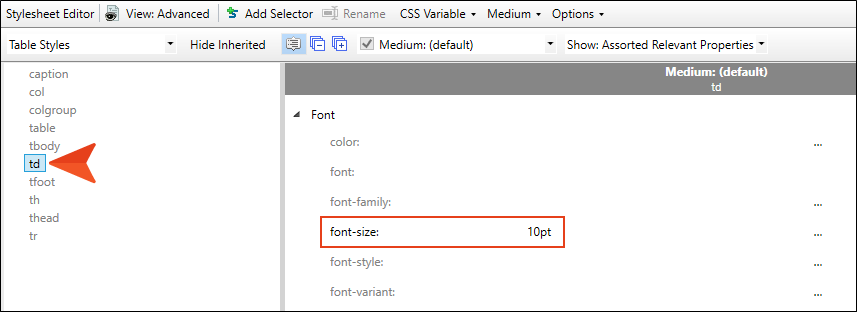 Stylesheet Editor View: Advanced Add Selector Rename CSS Variable Medium Options
Table Styles Hide Inherited Medium: (default) Show: Assorted Relevant Properties
caption
col
colgroup
table
tbody
td
tfoot
th
thead
tr
Medium: (default)
td
Font
color: ...
font:
font-family: ...
font-size: 10pt ...
font-style: ...
font-variant: ...